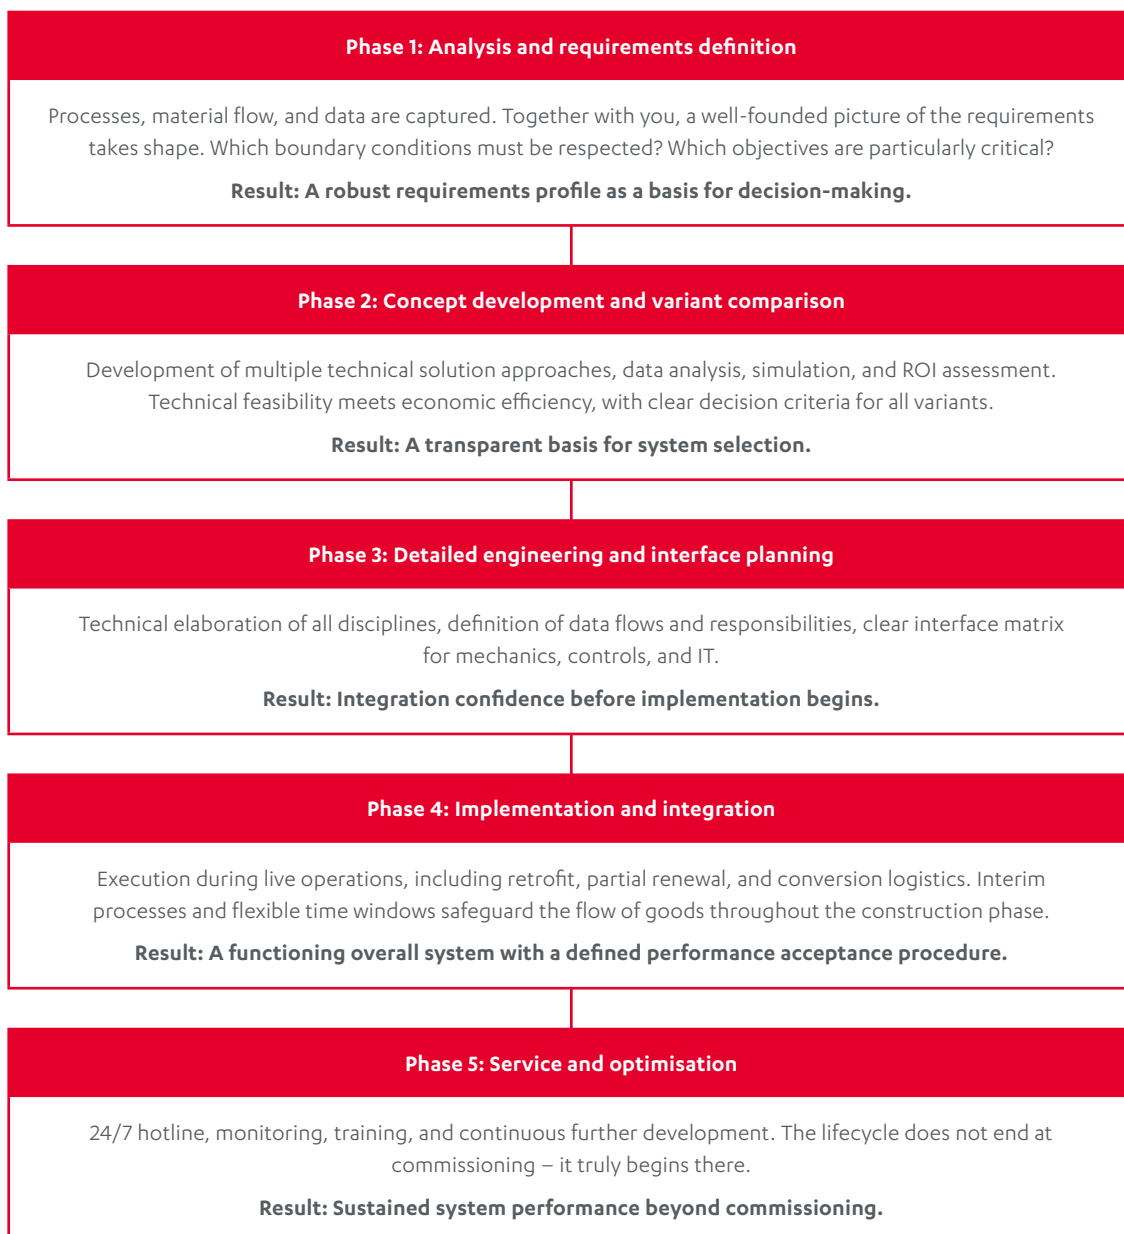 Phase 1: Analysis and requirements definition
Processes, material flow, and data are captured. Together with you, a well-founded picture of the requirements
takes shape. Which boundary conditions must be respected? Which objectives are particularly critical?
Result: A robust requirements profile as a basis for decision-making.
Phase 2: Concept development and variant comparison
Development of multiple technical solution approaches, data analysis, simulation, and ROI assessment.
Technical feasibility meets economic efficiency, with clear decision criteria for all variants.
Result: A transparent basis for system selection.
Phase 3: Detailed engineering and interface planning
Technical elaboration of all disciplines, definition of data flows and responsibilities, clear interface matrix
for mechanics, controls, and IT.
Result: Integration confidence before implementation begins.
Phase 4: Implementation and integration
Execution during live operations, including retrofit, partial renewal, and conversion logistics. Interim
processes and flexible time windows safeguard the flow of goods throughout the construction phase.
Result: A functioning overall system with a defined performance acceptance procedure.
Phase 5: Service and optimisation
24/7 hotline, monitoring, training, and continuous further development. The lifecycle does not end at
commissioning – it truly begins there.
Result: Sustained system performance beyond commissioning.